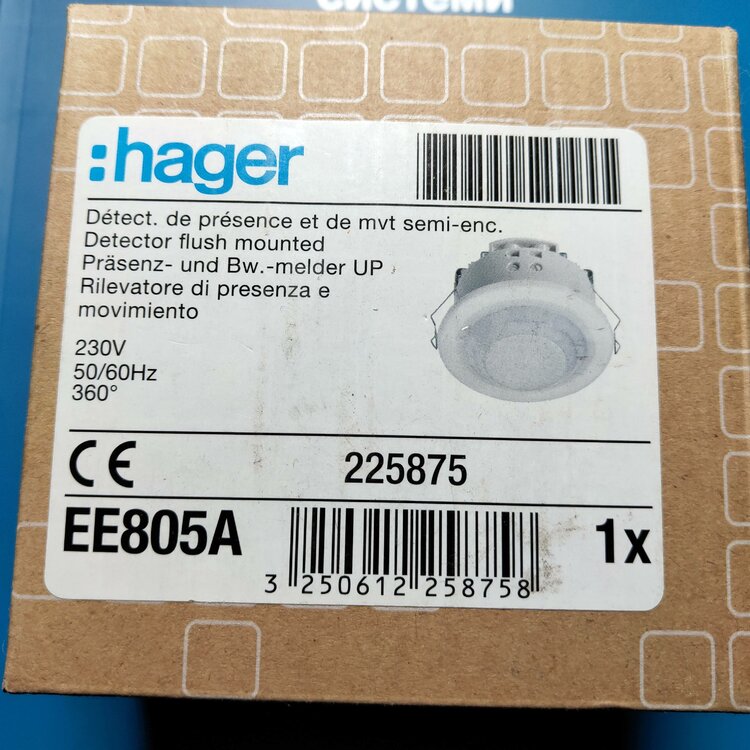 системи
:hager
Détect. de présence et de mvt semi-enc.
Detector flush mounted
Präsenz- und Bw.-melder UP
Rilevatore di presenza e
movimiento
230V
50/60Hz
360°
CE
225875
EE805A
1x
3 250612 258758